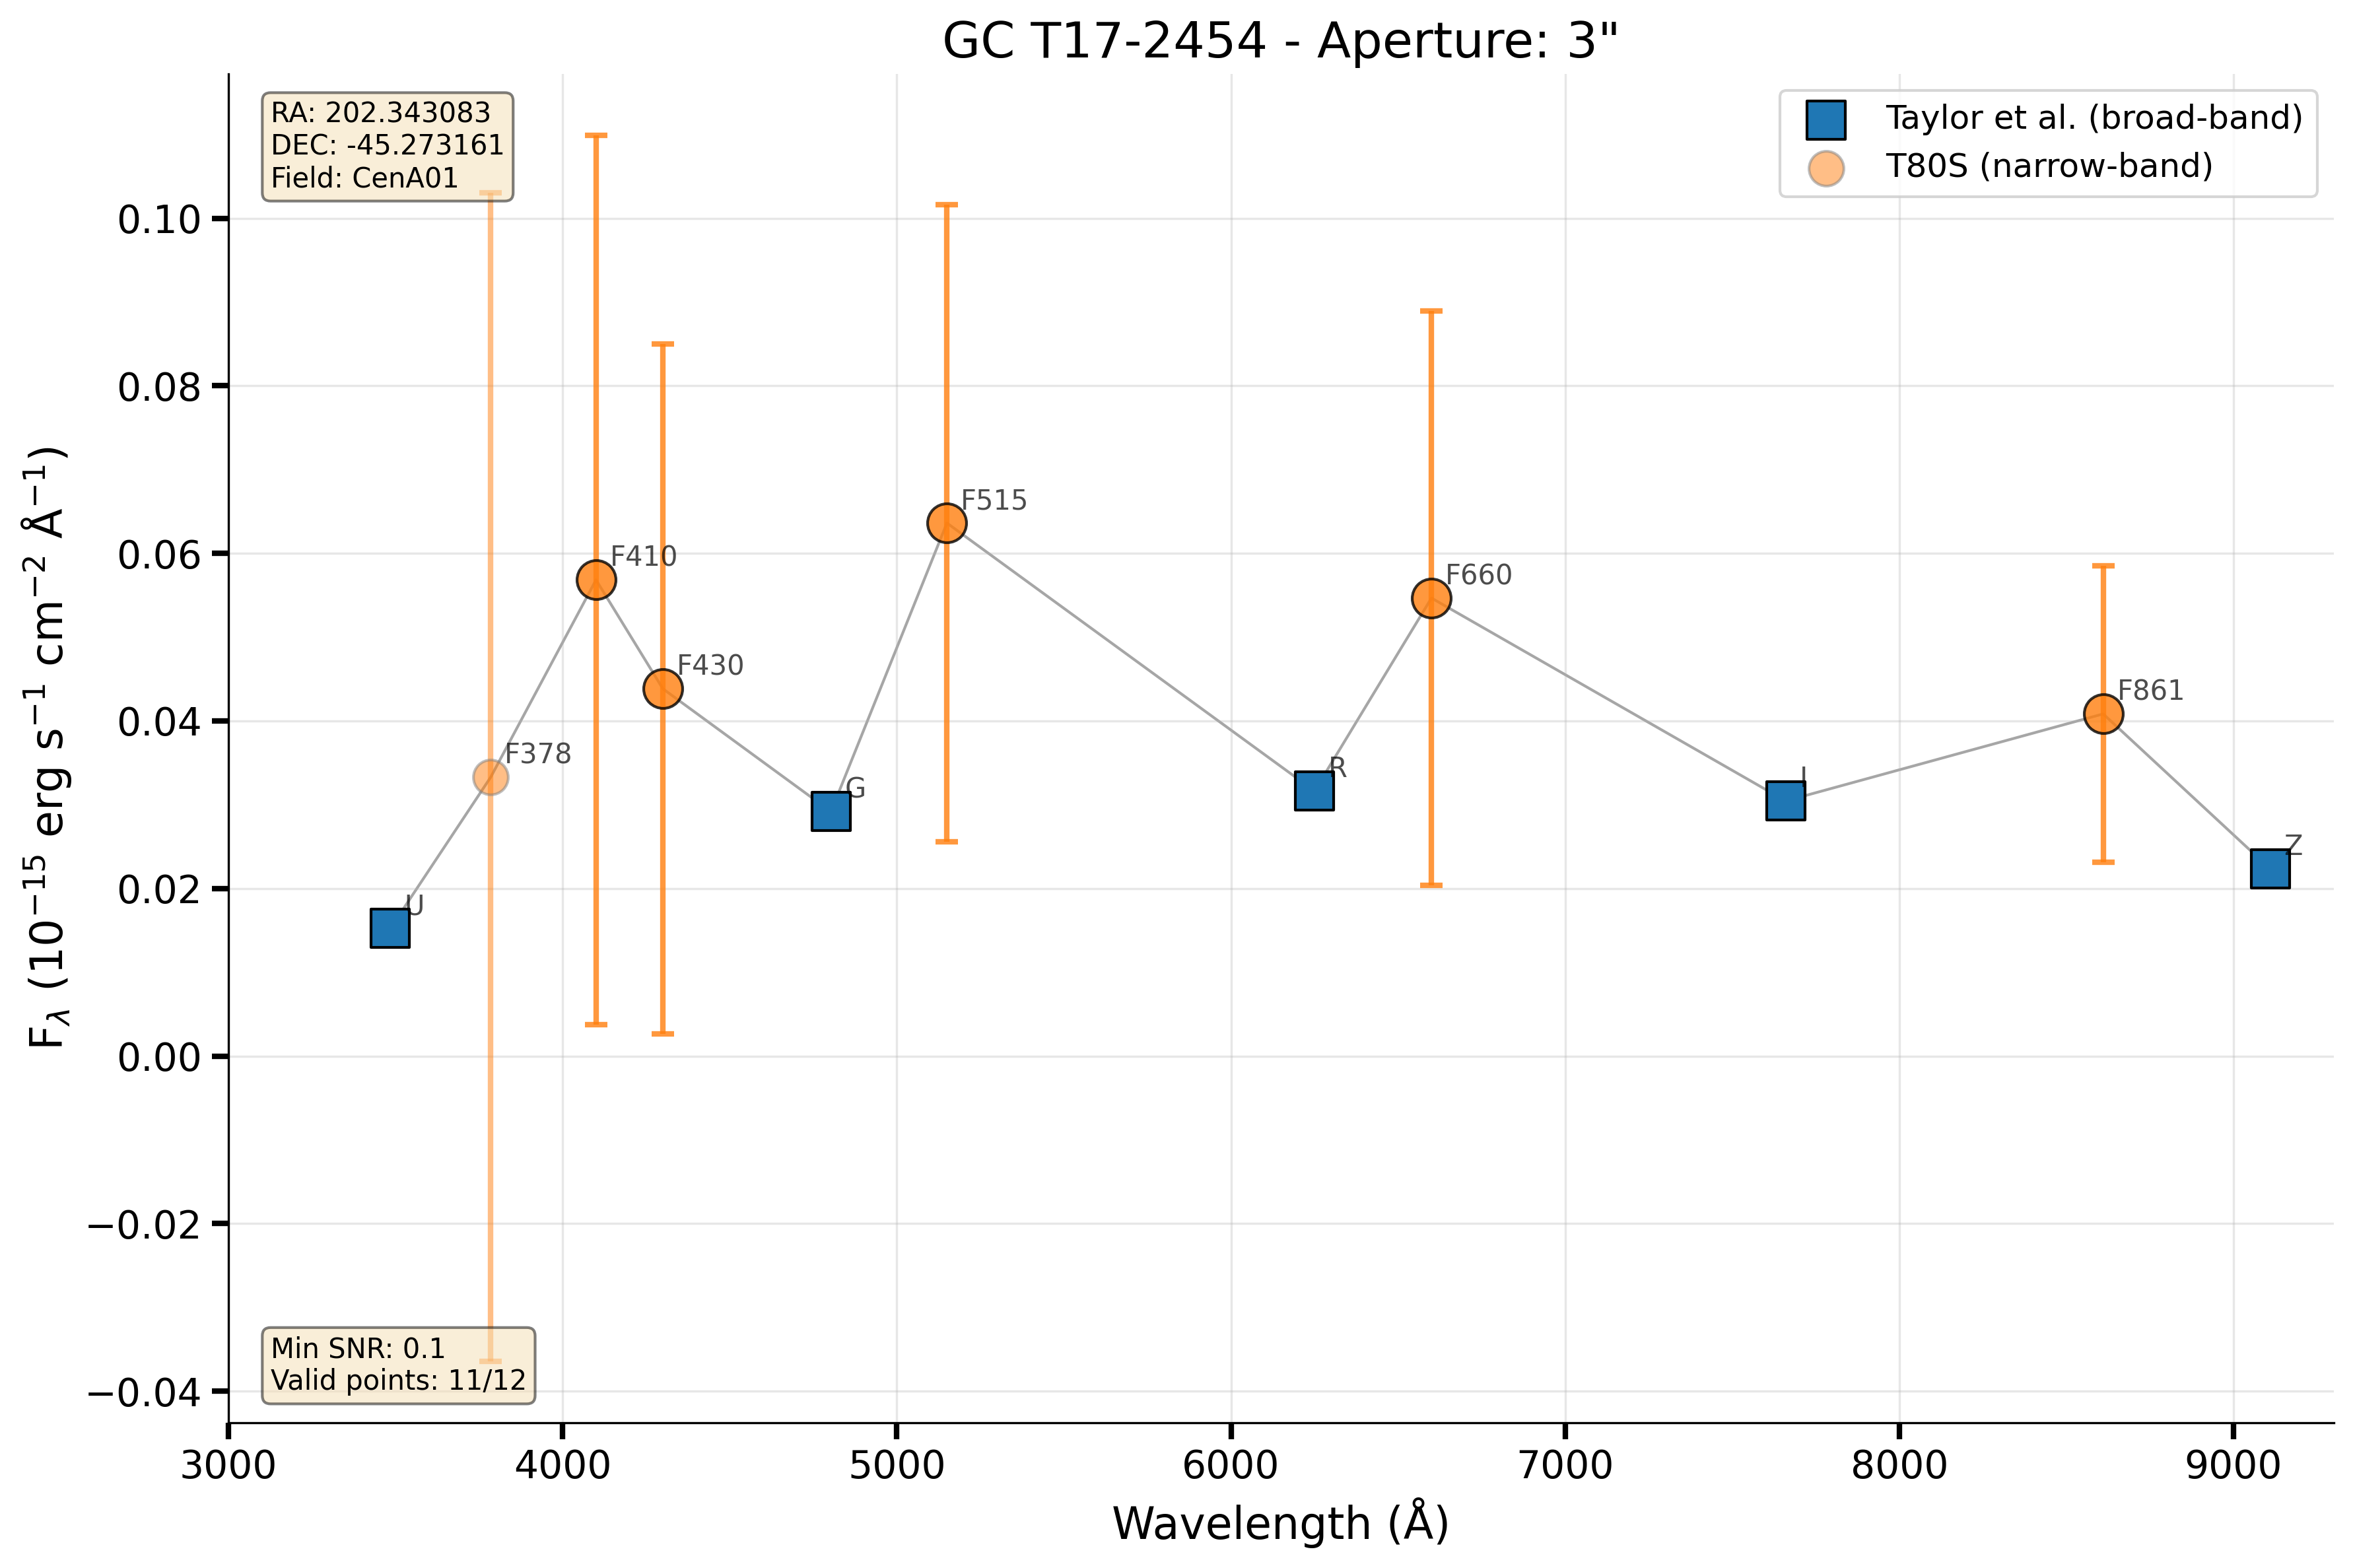 GC T17-2454 - Aperture: 3"
RA: 202.343083
DEC: -45.273161
Field: CenA01
Taylor et al. (broad-band)
T80S (narrow-band)
F_λ (10⁻¹⁵ erg s⁻¹ cm⁻² Å⁻¹)
0.10
0.08
0.06
0.04
0.02
0.00
−0.02
−0.04
U
F378
F410
F430
G
F515
R
F660
I
F861
Z
Min SNR: 0.1
Valid points: 11/12
3000 4000 5000 6000 7000 8000 9000
Wavelength (Å)